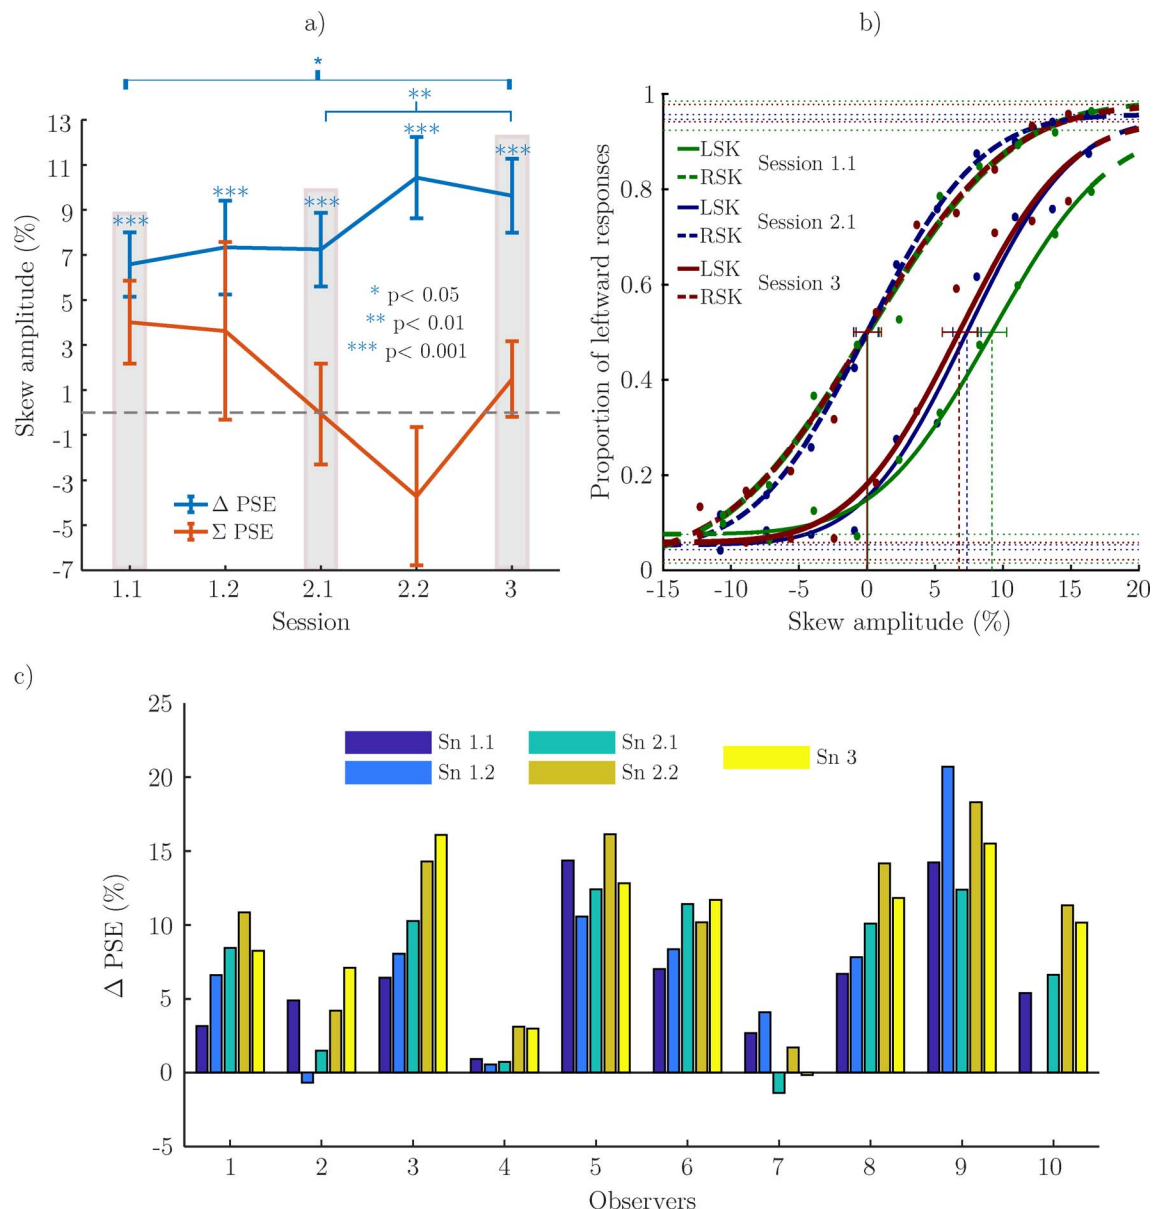 a)
*
**
***
***
***
***
***
13
11
9
7
5
3
1
-1
-3
-5
-7
Skew amplitude (%)
* p< 0.05
** p< 0.01
*** p< 0.001
Δ PSE
Σ PSE
1.1 1.2 2.1 2.2 3
Session
b)
1
0.8
0.6
0.4
0.2
0
Proportion of leftward responses
LSK
RSK
Session 1.1
LSK
RSK
Session 2.1
LSK
RSK
Session 3
-15 -10 -5 0 5 10 15 20
Skew amplitude (%)
c)
25
20
15
10
5
0
-5
Δ PSE (%)
Sn 1.1
Sn 1.2
Sn 2.1
Sn 2.2
Sn 3
1 2 3 4 5 6 7 8 9 10
Observers